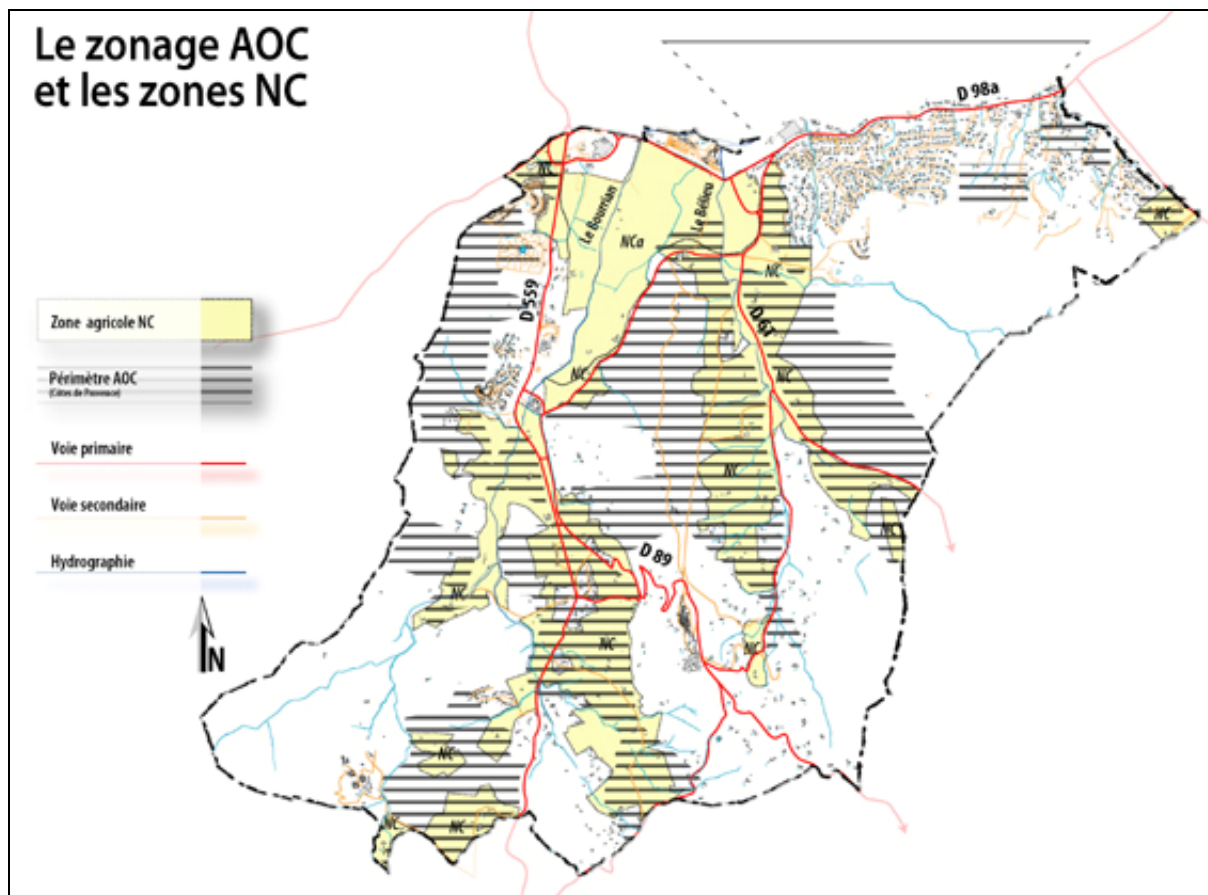 Le zonage AOC
et les zones NC
D 98a
NC
Le Bourrian
Le Bélieu
NCa
NC
NC
D 559
D 61
Zone agricole NC
Périmètre AOC
(Côtes de Provence)
NC
NC
Voie primaire
NC
Voie secondaire
NC
D 89
Hydrographie
NC
NC
NC
N
NC
NC
NC